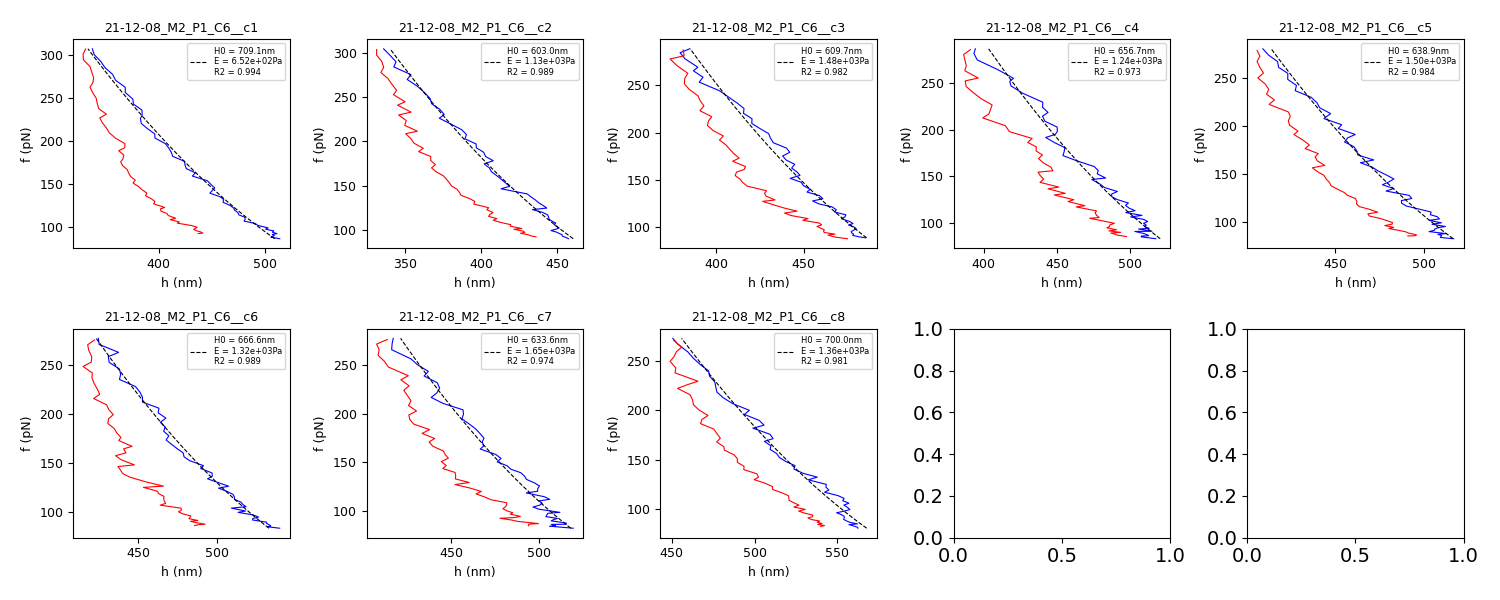 21-12-08_M2_P1_C6__c1
H0 = 709.1nm
E = 6.52e+02Pa
R2 = 0.994
300
250
200
150
100
f (pN)
400
500
h (nm)
21-12-08_M2_P1_C6__c2
H0 = 603.0nm
E = 1.13e+03Pa
R2 = 0.989
300
250
200
150
100
f (pN)
350
400
450
h (nm)
21-12-08_M2_P1_C6__c3
H0 = 609.7nm
E = 1.48e+03Pa
R2 = 0.982
250
200
150
100
f (pN)
400
450
h (nm)
21-12-08_M2_P1_C6__c4
H0 = 656.7nm
E = 1.24e+03Pa
R2 = 0.973
250
200
150
100
f (pN)
400
450
500
h (nm)
21-12-08_M2_P1_C6__c5
H0 = 638.9nm
E = 1.50e+03Pa
R2 = 0.984
250
200
150
100
f (pN)
450
500
h (nm)
21-12-08_M2_P1_C6__c6
H0 = 666.6nm
E = 1.32e+03Pa
R2 = 0.989
250
200
150
100
f (pN)
450
500
h (nm)
21-12-08_M2_P1_C6__c7
H0 = 633.6nm
E = 1.65e+03Pa
R2 = 0.974
250
200
150
100
f (pN)
450
500
h (nm)
21-12-08_M2_P1_C6__c8
H0 = 700.0nm
E = 1.36e+03Pa
R2 = 0.981
250
200
150
100
f (pN)
450
500
550
h (nm)
1.0
0.8
0.6
0.4
0.2
0.0
0.0
0.5
1.0
1.0
0.8
0.6
0.4
0.2
0.0
0.0
0.5
1.0